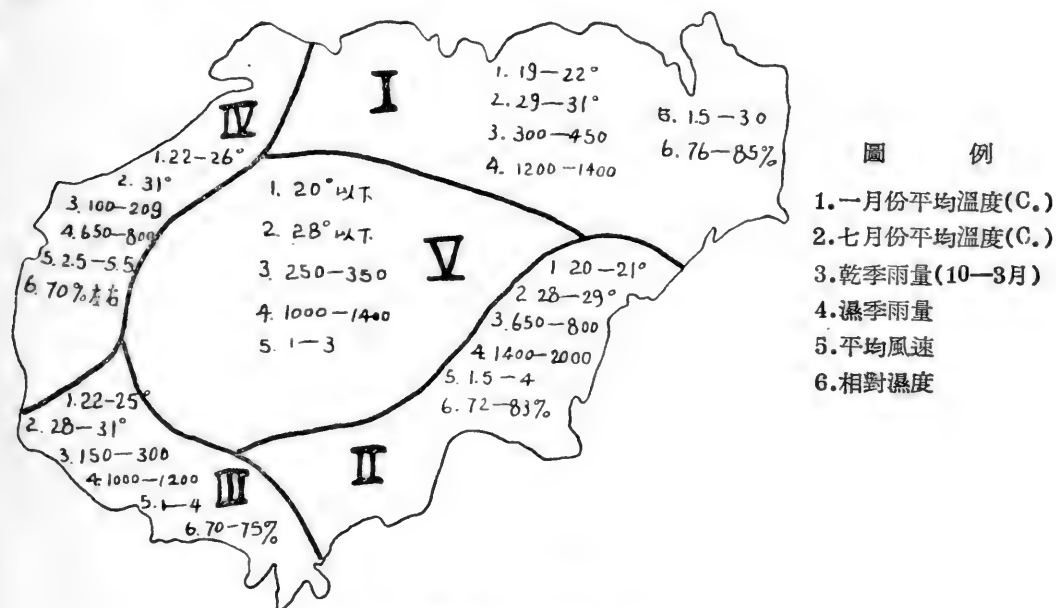 I
1. 19—22°
2. 29—31°
3. 300—450
4. 1200—1400
5. 1.5—30
6. 76—85%
IV
1.22—26°
2. 31°
3.100—209
4.650—800
5.2.5—5.5
6.70%左右
V
1. 20°以下
2. 28°以下
3. 250—350
4. 1000—1400
5. 1—3
1 20—21°
2 28—29°
3.650—800
4.1400—2000
5. 1.5—4
6.72—83%
II
1.22—25°
2. 28—31°
3.150—300
4.1000—1200
5.1—4
6.70—75%
III
圖 例
1.一月份平均溫度(C.)
2.七月份平均溫度(C.)
3.乾季雨量(10—3月)
4.濕季雨量
5.平均風速
6.相對濕度